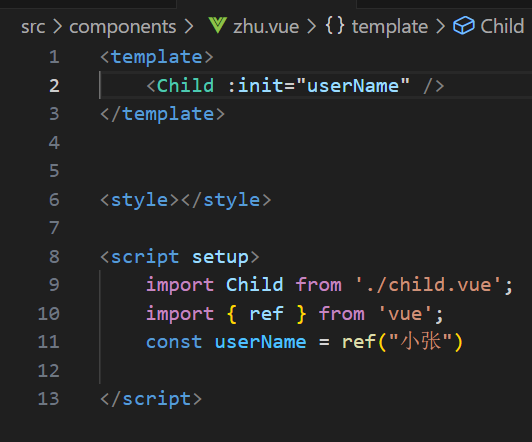 src > components > zhu.vue > {} template > Child
1 <template>
2     <Child :init="userName" />
3 </template>
4
5
6 <style></style>
7
8 <script setup>
9     import Child from './child.vue';
10     import { ref } from 'vue';
11     const userName = ref("小张")
12
13 </script>